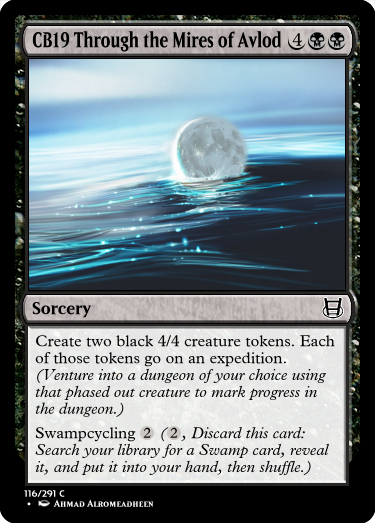 CB19 Through the Mires of Avlod 4
Sorcery
Create two black 4/4 creature tokens. Each
of those tokens go on an expedition.
(Venture into a dungeon of your choice using
that phased out creature to mark progress in
the dungeon.)
Swampcycling 2 (2, Discard this card:
Search your library for a Swamp card, reveal
it, and put it into your hand, then shuffle.)
116/291 C
• Ahmad Alromeadheen